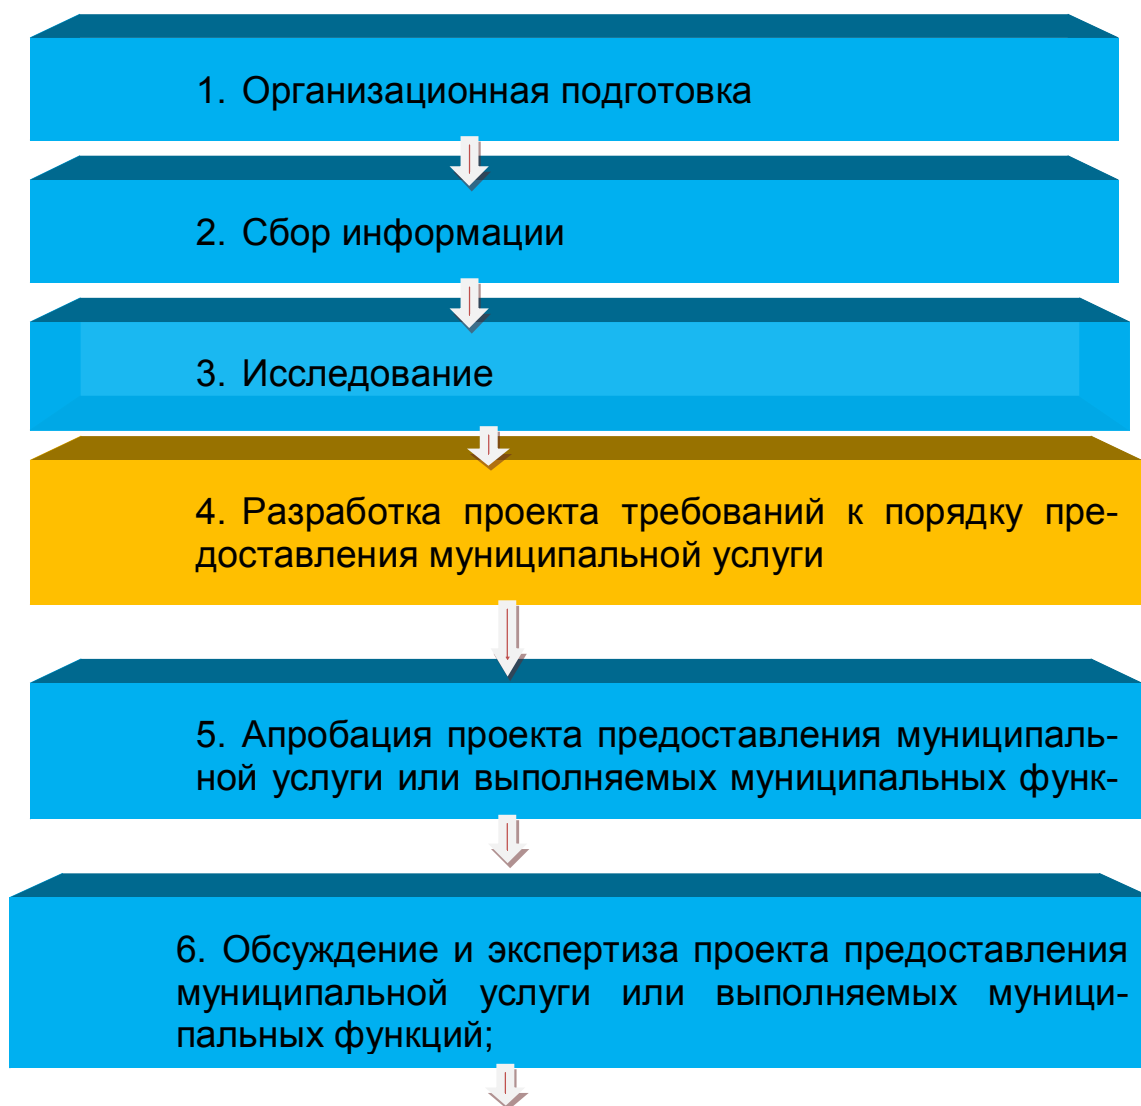 1. Организационная подготовка
2. Сбор информации
3. Исследование
4. Разработка проекта требований к порядку пре-
доставления муниципальной услуги
5. Апробация проекта предоставления муниципаль-
ной услуги или выполняемых муниципальных функ-
6. Обсуждение и экспертиза проекта предоставления
муниципальной услуги или выполняемых муници-
пальных функций;